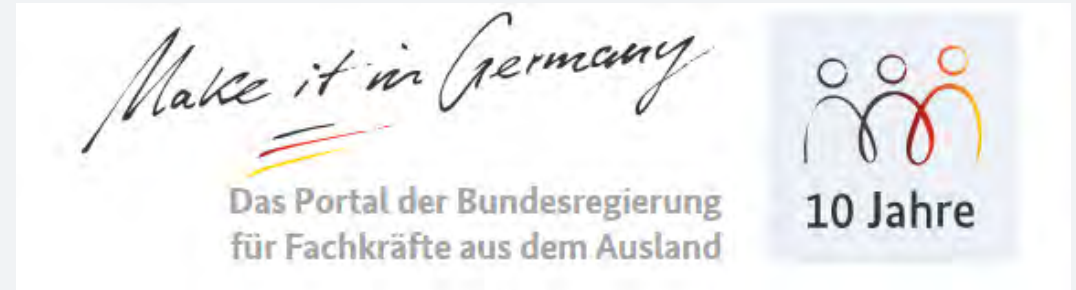 Make it in Germany
Das Portal der Bundesregierung
für Fachkräfte aus dem Ausland
10 Jahre